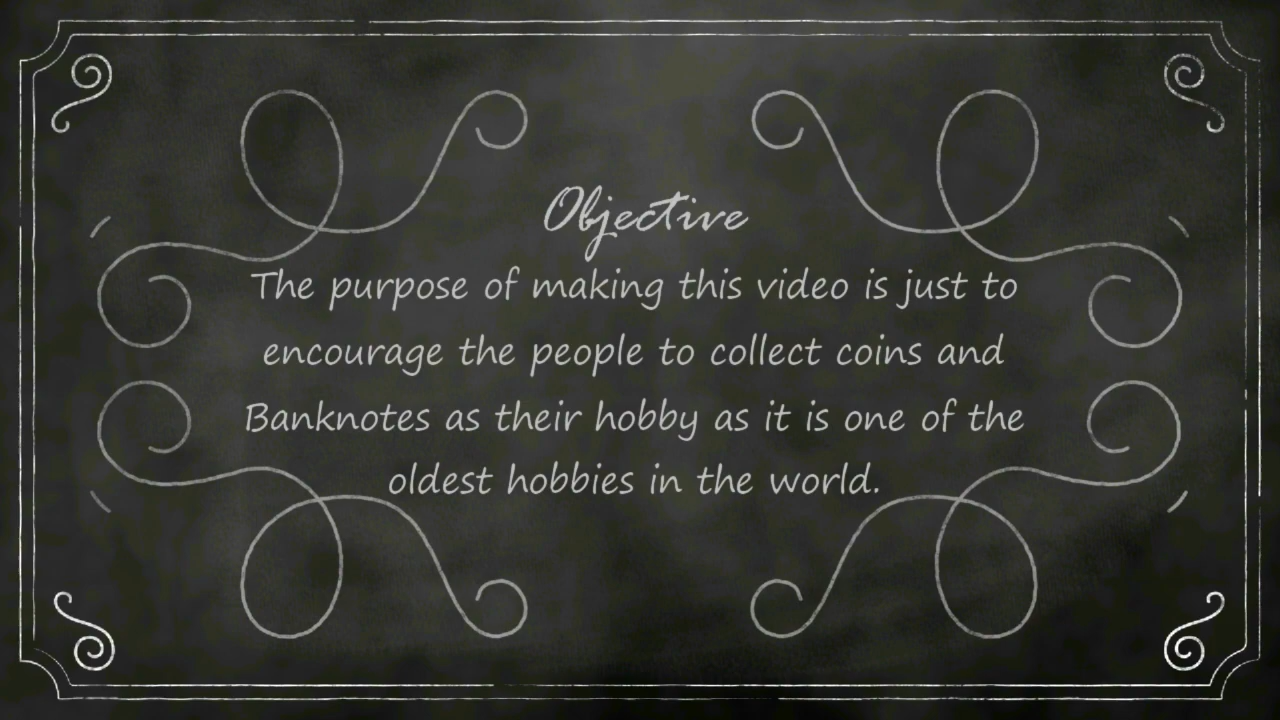 Objective
The purpose of making this video is just to
encourage the people to collect coins and
Banknotes as their hobby as it is one of the
oldest hobbies in the world.